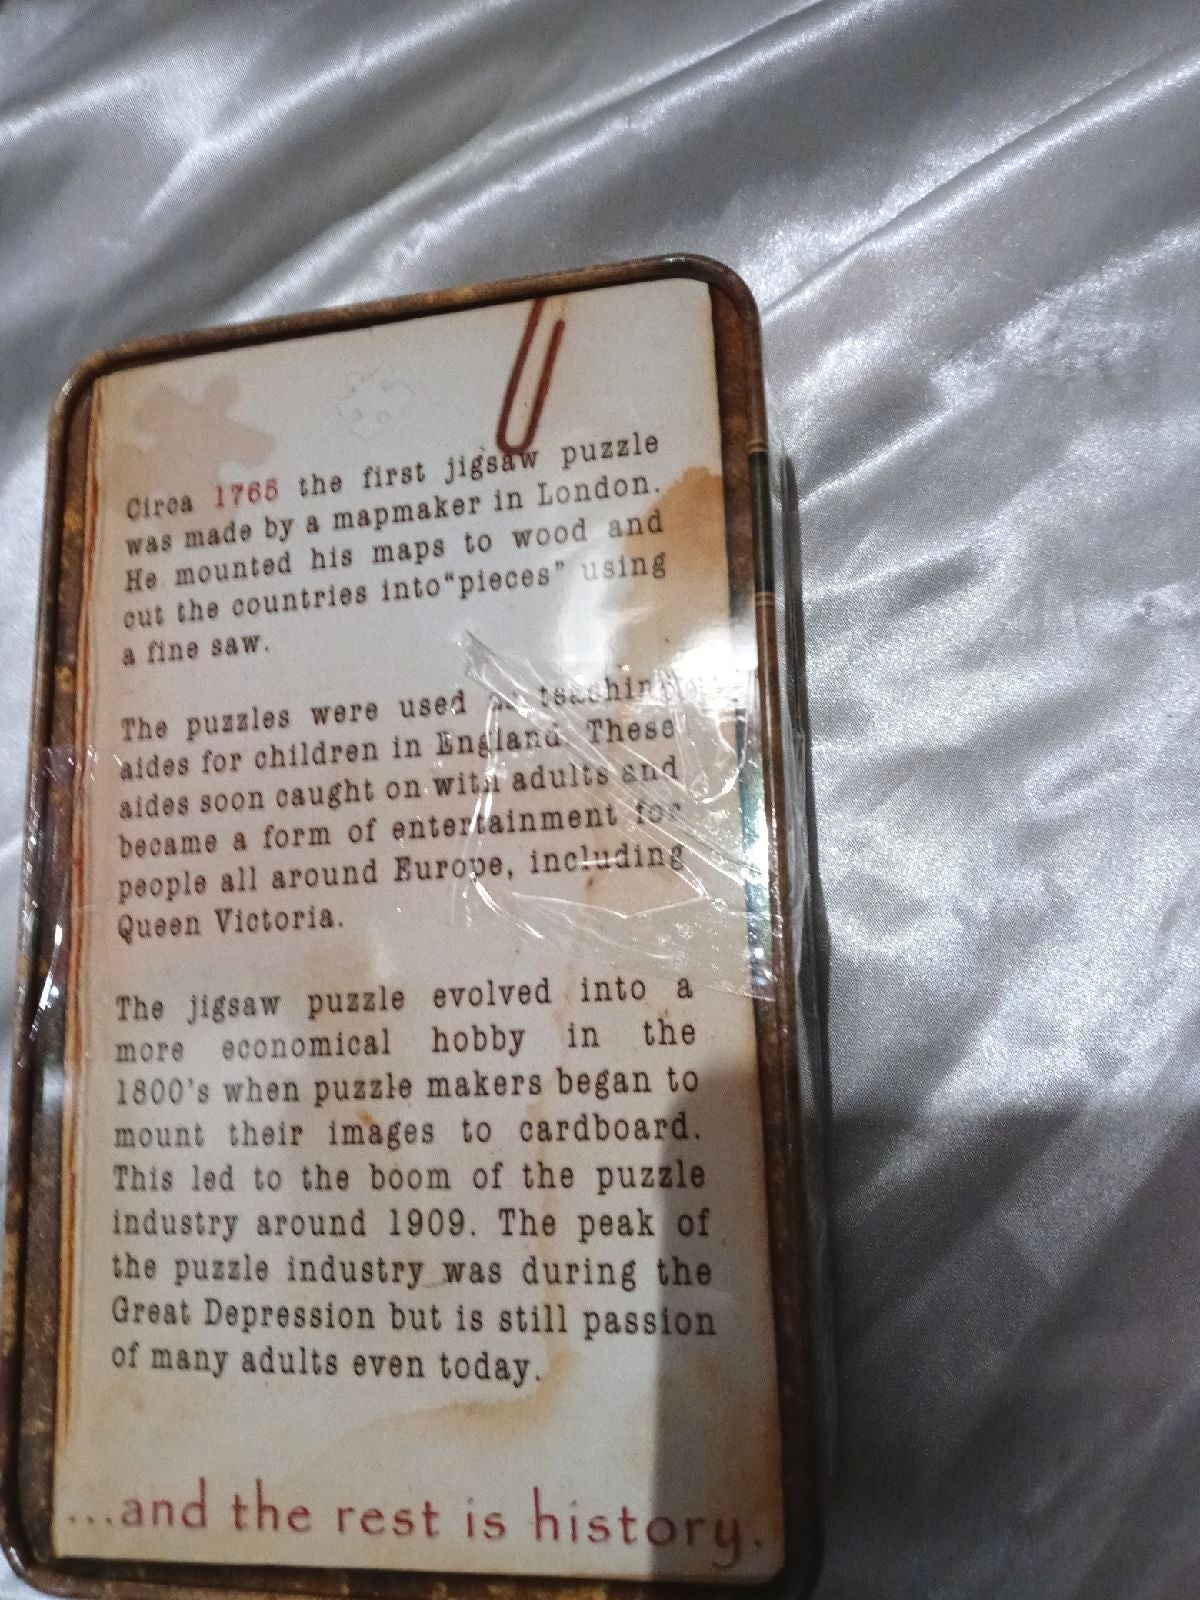 Circa 1765 the first jigsaw puzzle
was made by a mapmaker in London.
He mounted his maps to wood and
cut the countries into "pieces" using
a fine saw.
The puzzles were used as teaching
aides for children in England. These
aides soon caught on with adults and
became a form of entertainment for
people all around Europe, including
Queen Victoria.
The jigsaw puzzle evolved into a
more economical hobby in the
1800's when puzzle makers began to
mount their images to cardboard.
This led to the boom of the puzzle
industry around 1909. The peak of
the puzzle industry was during the
Great Depression but is still passion
of many adults even today.
...and the rest is history.